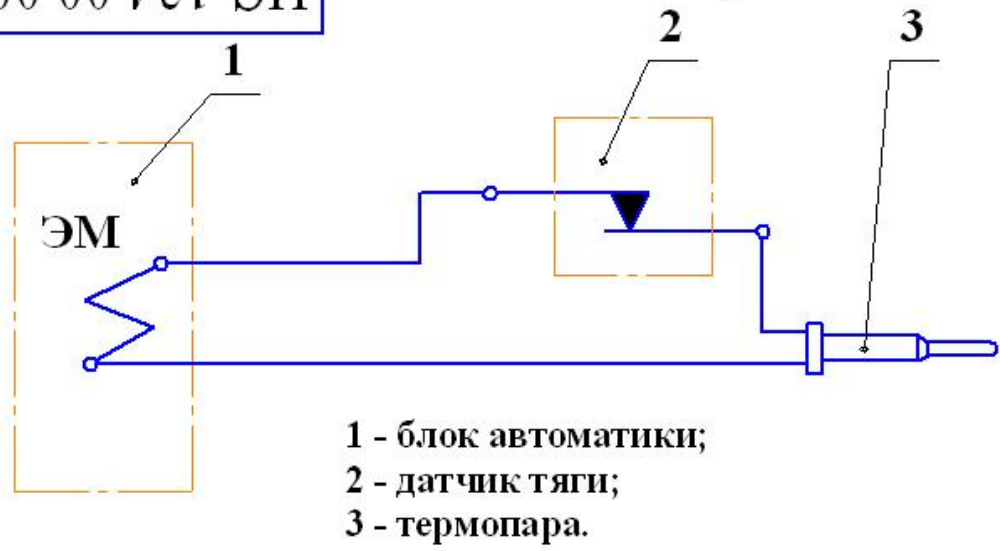 2 3
1
ЭМ
1 - блок автоматики;
2 - датчик тяги;
3 - термопара.